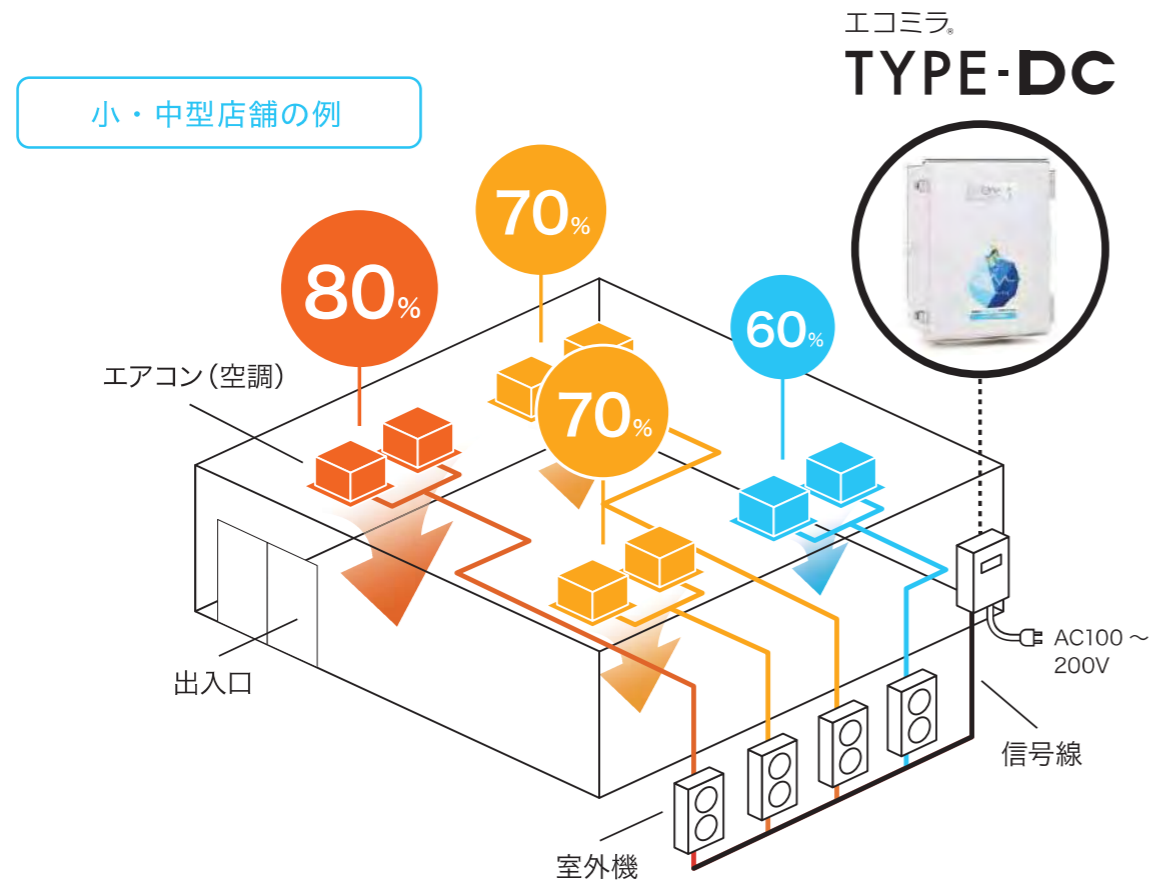 エコミラ®
TYPE-DC
小・中型店舗の例
70%
80%
60%
70%
エアコン（空調）
出入口
AC100～
200V
信号線
室外機